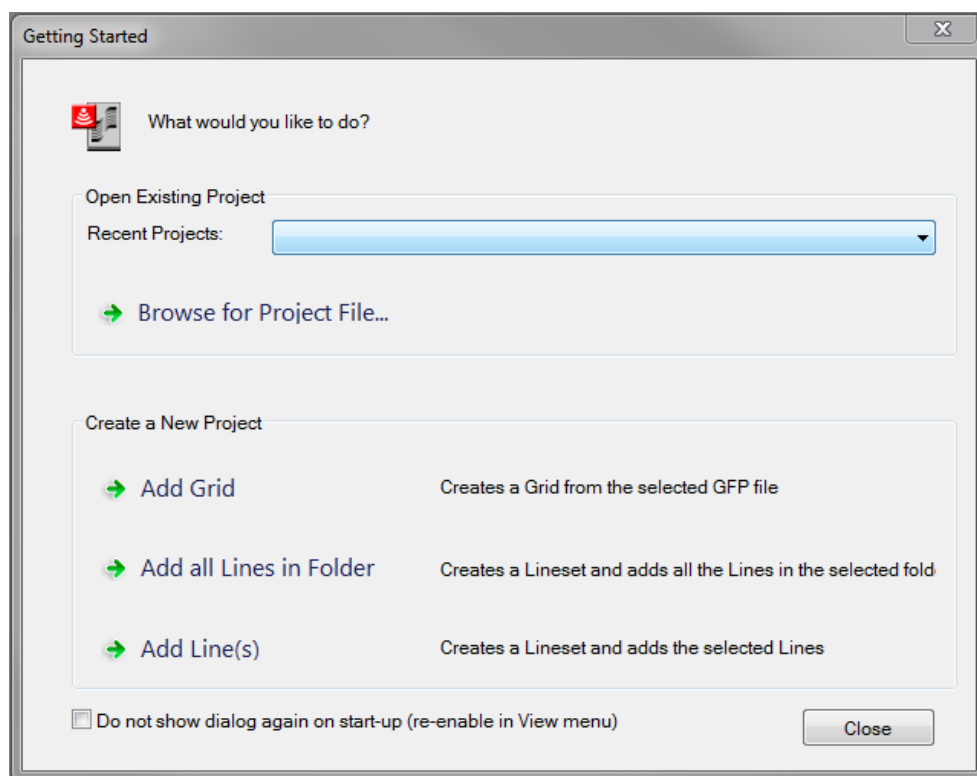 Getting Started
What would you like to do?
Open Existing Project
Recent Projects:
Browse for Project File...
Create a New Project
Add Grid
Creates a Grid from the selected GFP file
Add all Lines in Folder
Creates a Lineset and adds all the Lines in the selected fold
Add Line(s)
Creates a Lineset and adds the selected Lines
Do not show dialog again on start-up (re-enable in View menu)
Close